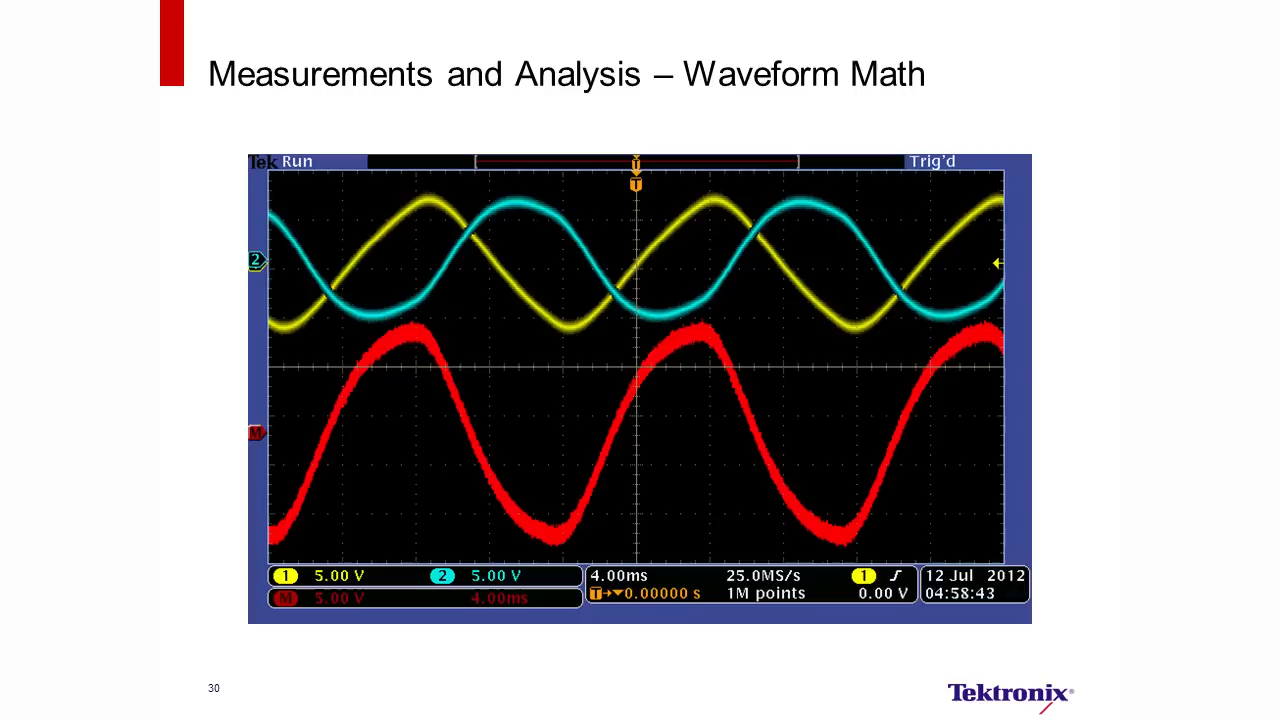 Measurements and Analysis – Waveform Math
Tek Run Trig'd
T
T
2
M
1 5.00 V 2 5.00 V 4.00ms 25.0MS/s 1 12 Jul 2012
M 5.00 V 4.00ms T→▼0.00000 s 1M points 0.00 V 04:58:43
30
Tektronix®